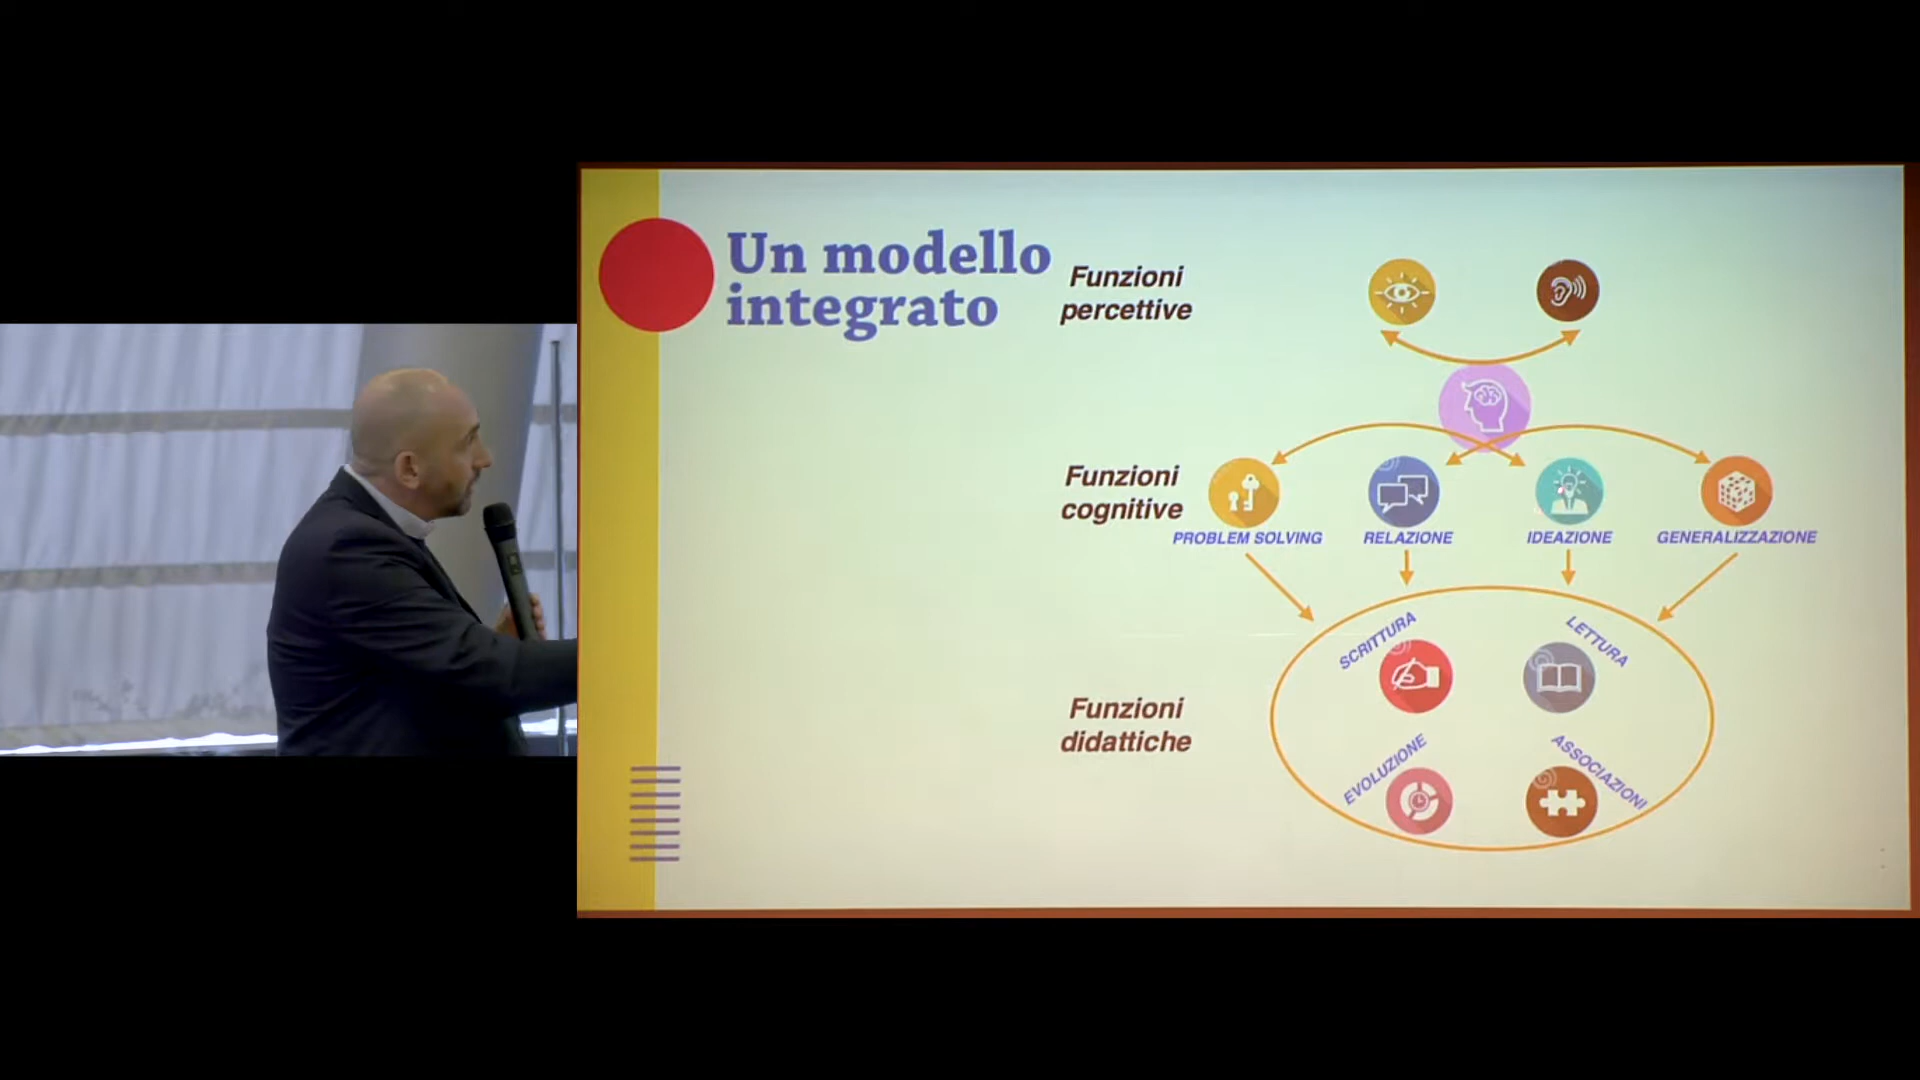 Un modello
integrato
Funzioni
percettive
Funzioni
cognitive
PROBLEM SOLVING
RELAZIONE
IDEAZIONE
GENERALIZZAZIONE
Funzioni
didattiche
SCRITTURA
LETTURA
EVOLUZIONE
ASSOCIAZIONI